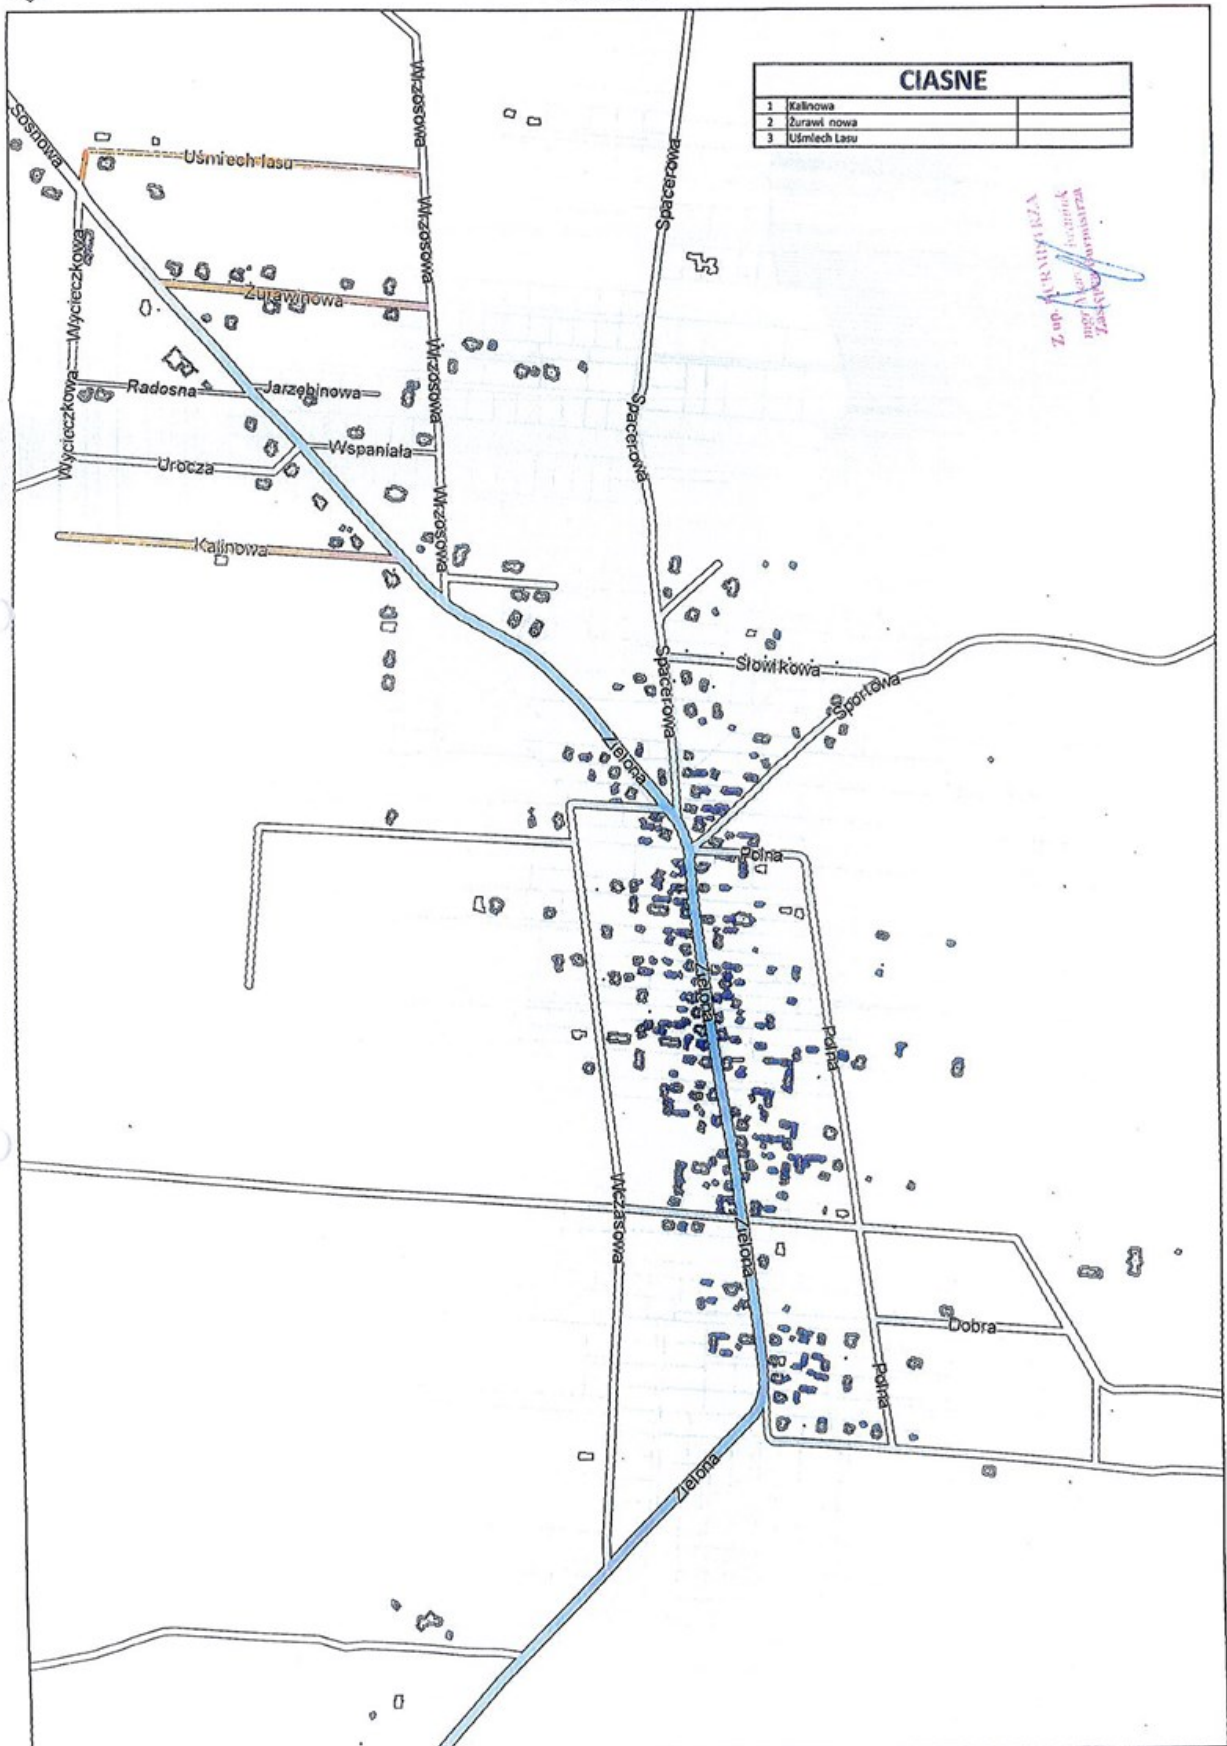 CIASNE
1 Kalinowa
2 Żurawi nowa
3 Uśmiech Lasu
Sosnowa
Wrzosowa
Uśmiech lasu
Spacerowa
Wrzosowa
Wycieczkowa
Żurawinowa
Z up.
Wrzosowa
Radosna
Jarzębinowa
Wycieczkowa
Spacerowa
Wspaniała
Urocza
Wrzosowa
Kalinowa
Słowikowa
Spacerowa
Sportowa
Zielona
Polna
Zielona
Polna
Wczasowa
Zielona
Dobra
Polna
Zielona